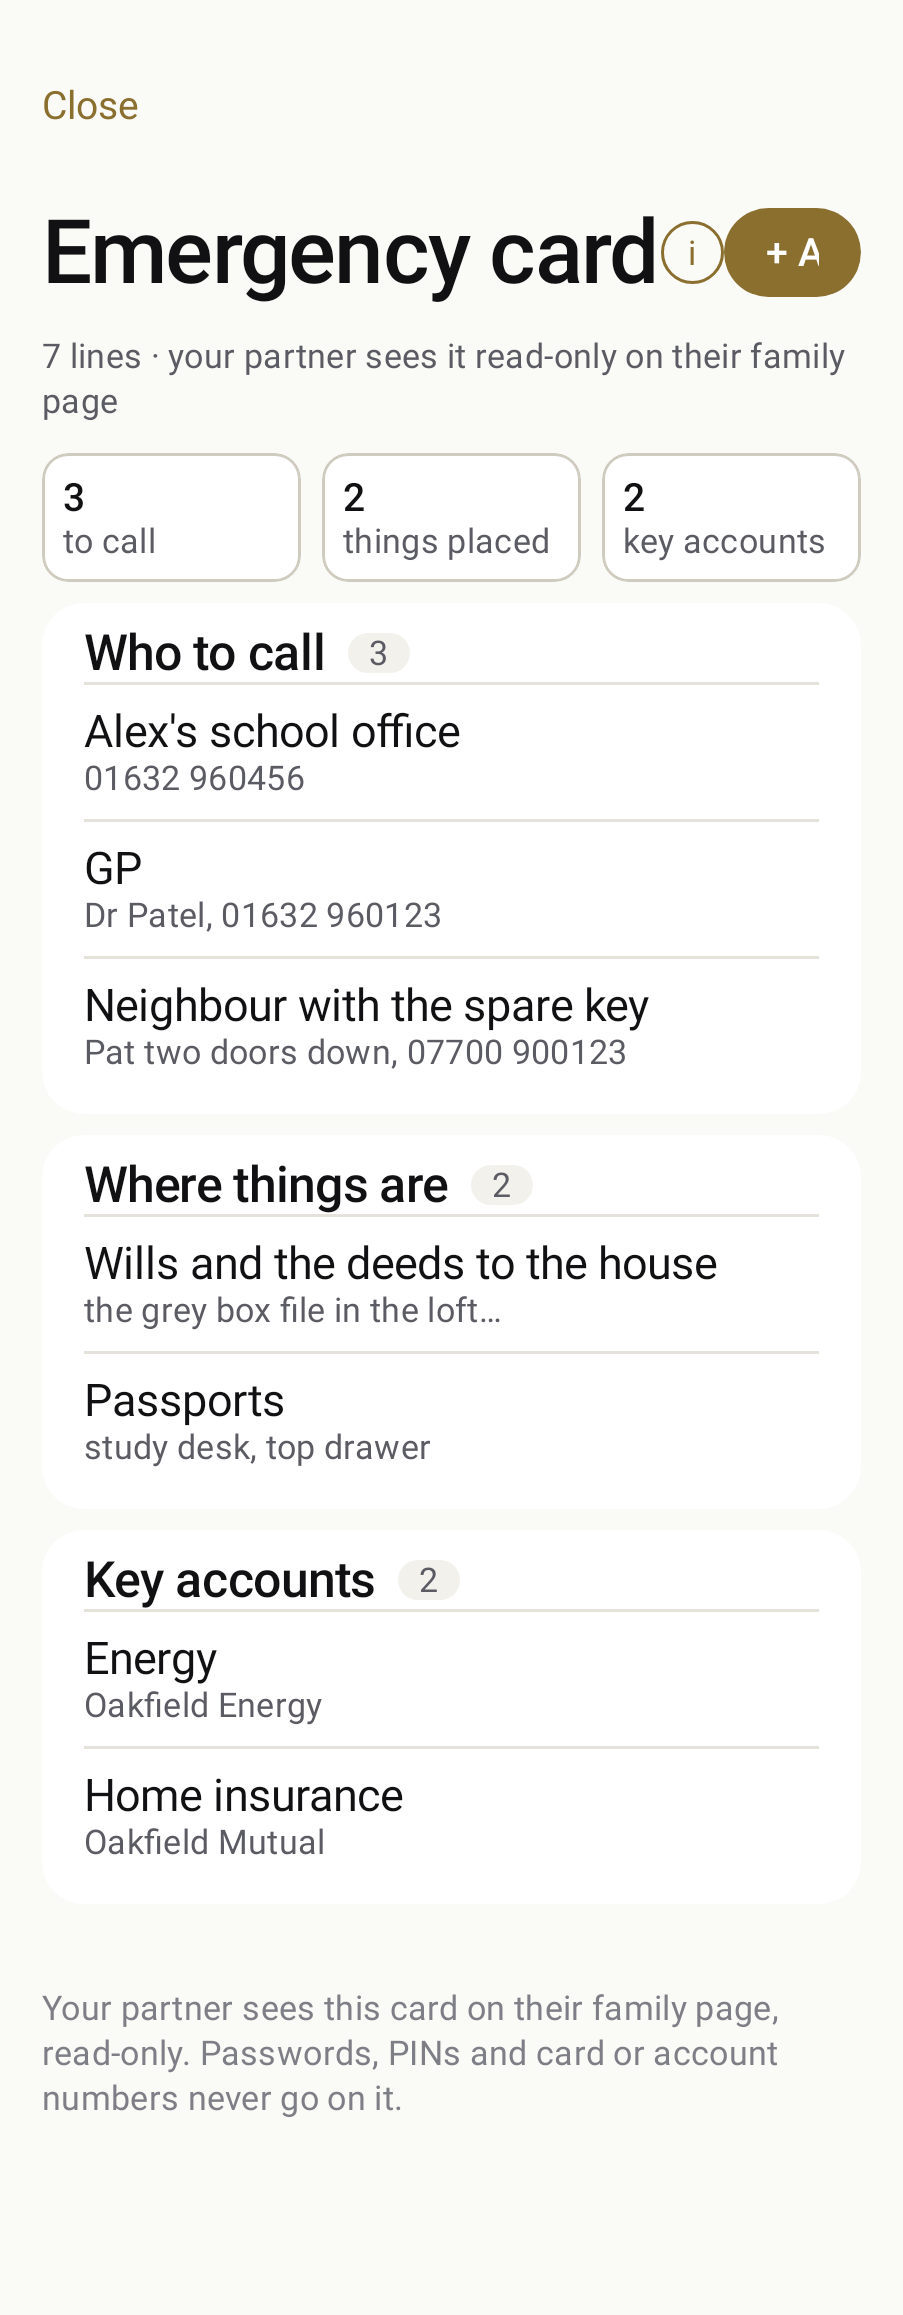 Close
Emergency card i + A
7 lines · your partner sees it read-only on their family
page
3
to call
2
things placed
2
key accounts
Who to call 3
Alex's school office
01632 960456
GP
Dr Patel, 01632 960123
Neighbour with the spare key
Pat two doors down, 07700 900123
Where things are 2
Wills and the deeds to the house
the grey box file in the loft…
Passports
study desk, top drawer
Key accounts 2
Energy
Oakfield Energy
Home insurance
Oakfield Mutual
Your partner sees this card on their family page,
read-only. Passwords, PINs and card or account
numbers never go on it.